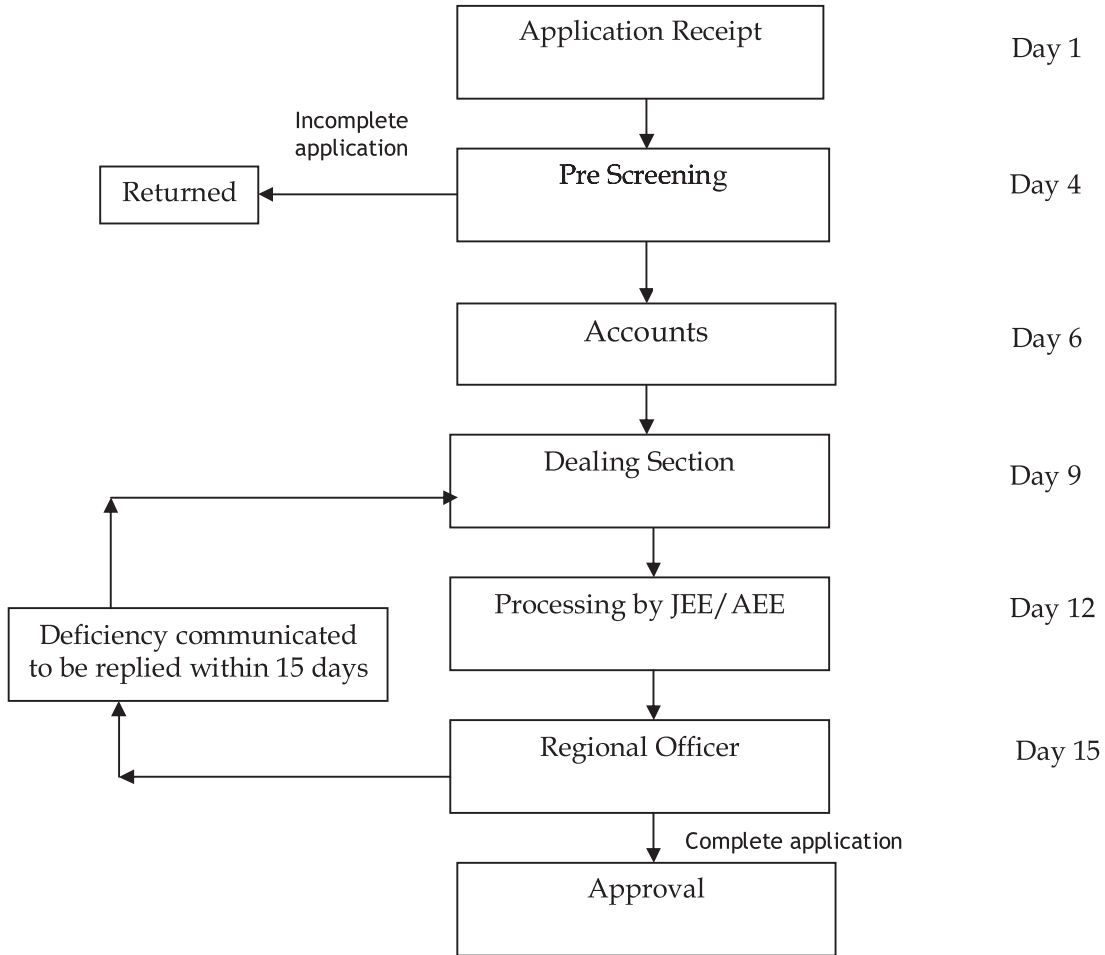 Application Receipt
Day 1
Incomplete
application
Pre Screening
Returned
Day 4
Accounts
Day 6
Dealing Section
Day 9
Processing by JEE/AEE
Day 12
Deficiency communicated
to be replied within 15 days
Regional Officer
Day 15
Complete application
Approval